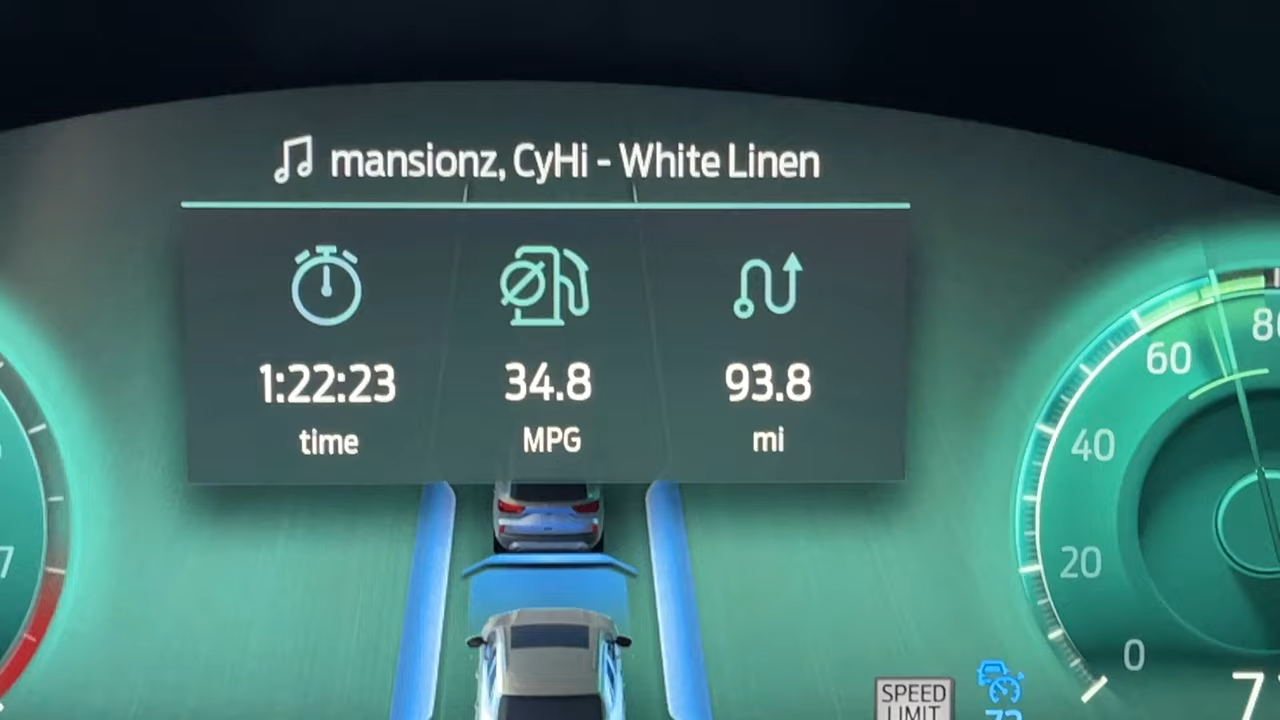 mansionz, CyHi - White Linen
1:22:23
time
34.8
MPG
93.8
mi
80
60
40
20
0
7
SPEED
LIMIT